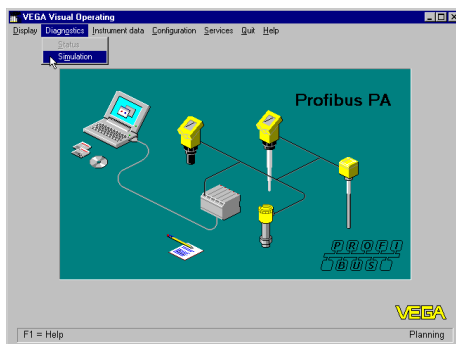 VEGA Visual Operating
Display Diagnostics Instrument data Configuration Services Quit Help
Status
Simulation
Profibus PA
PROFI
BUS
VEGA
F1 = Help Planning